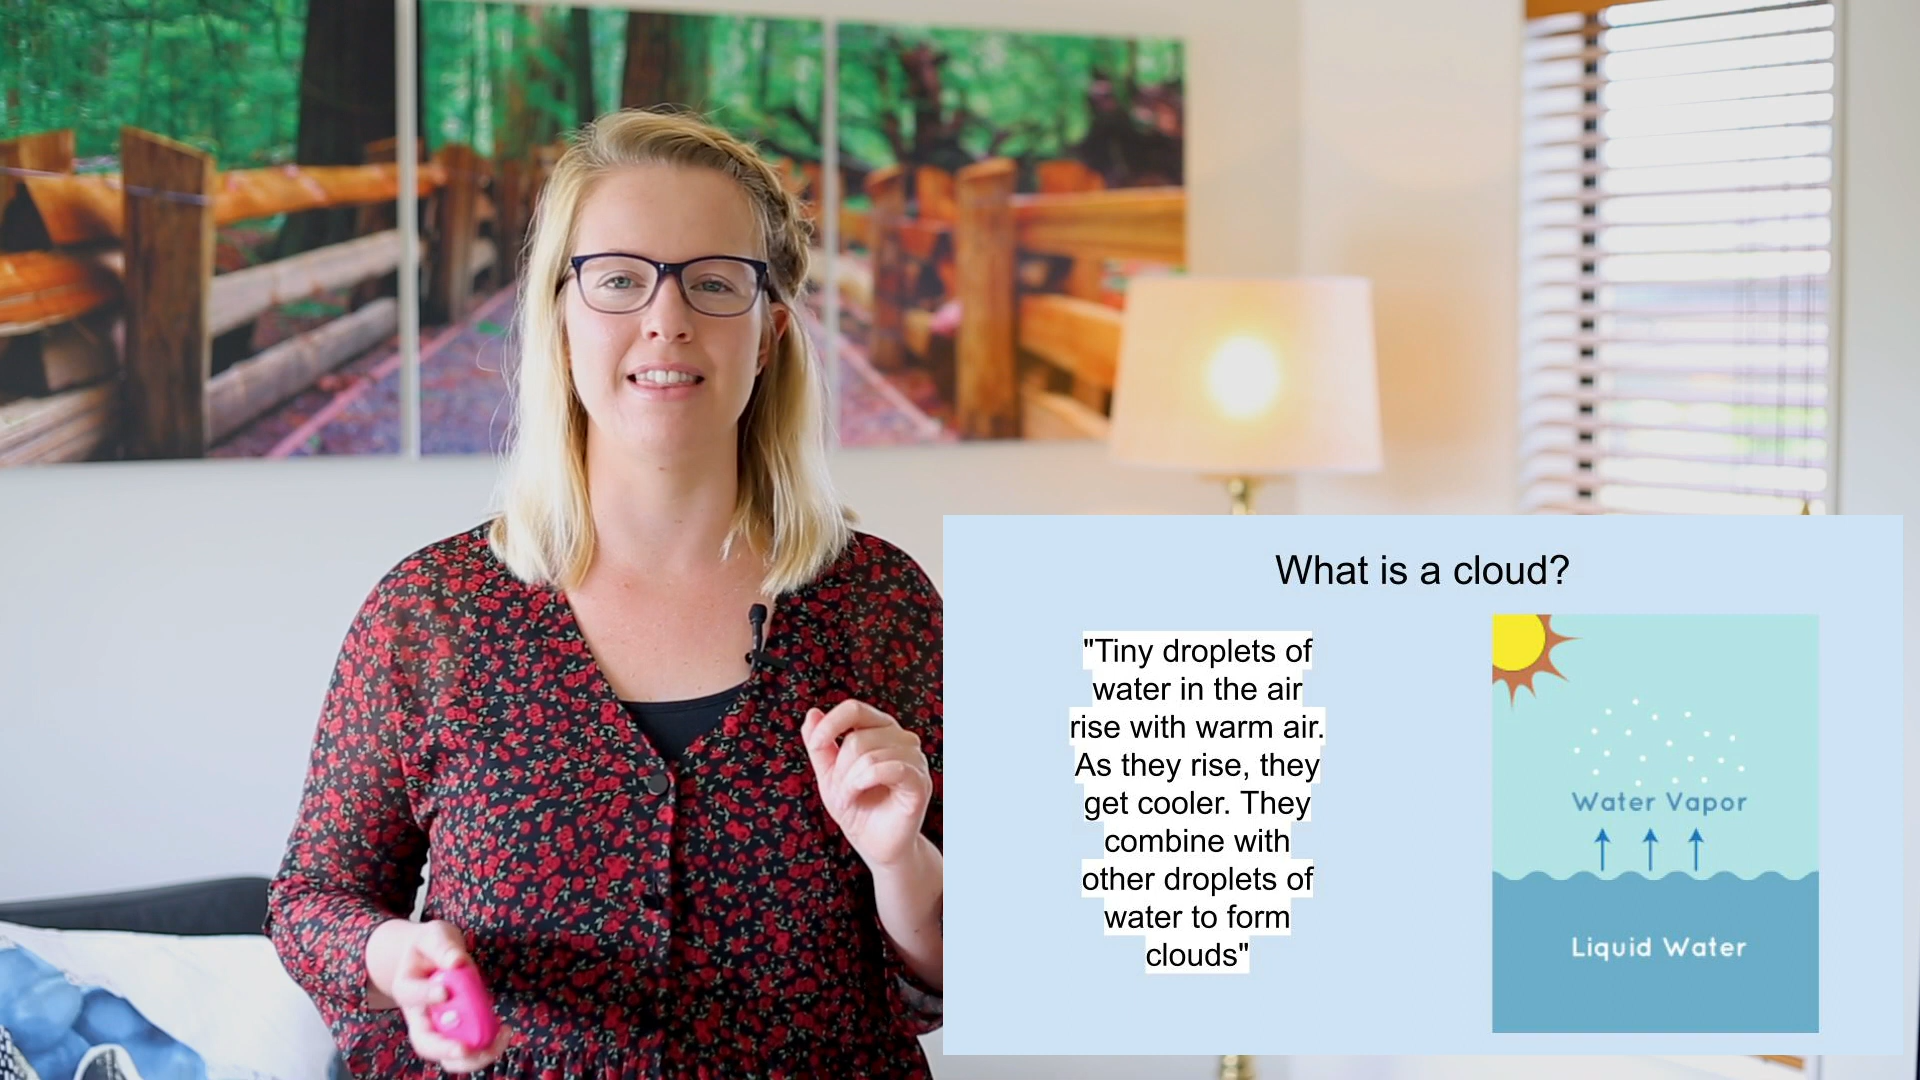 What is a cloud?
"Tiny droplets of
water in the air
rise with warm air.
As they rise, they
get cooler. They
combine with
other droplets of
water to form
clouds"
Water Vapor
Liquid Water